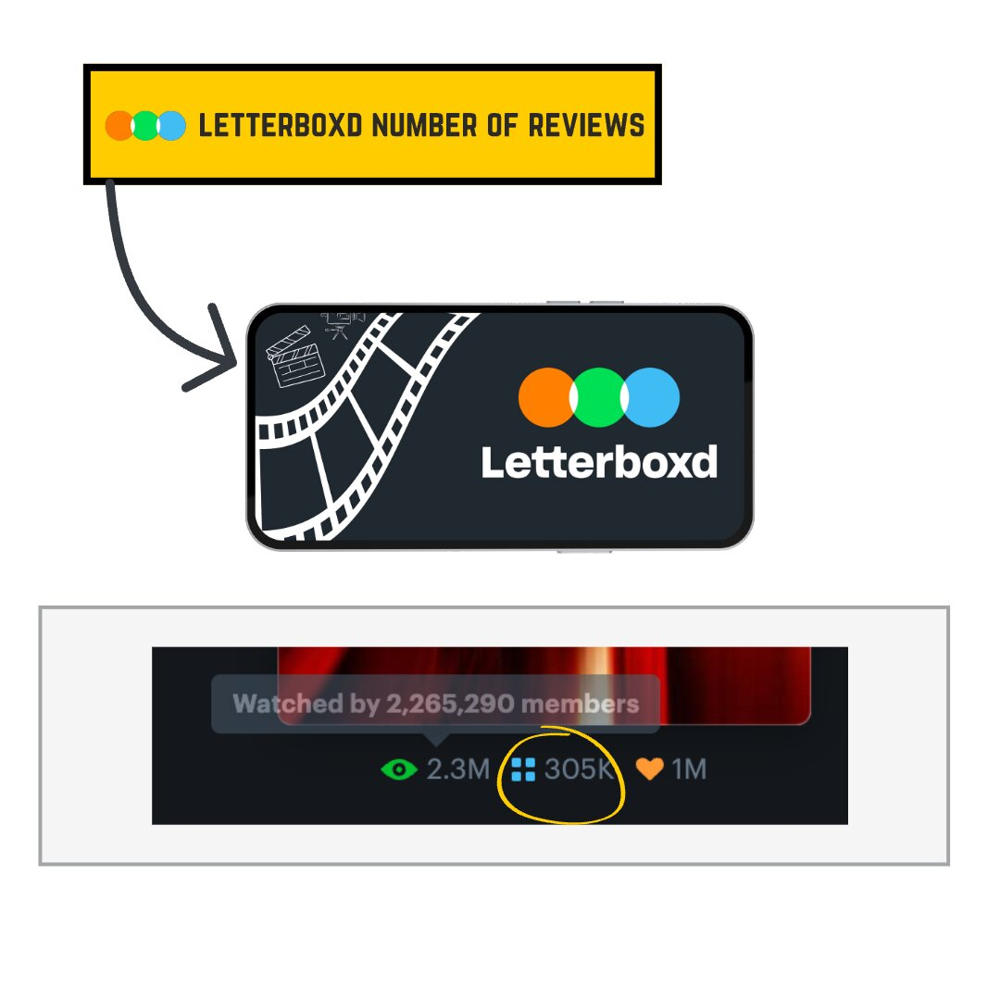 LETTERBOXD NUMBER OF REVIEWS
Letterboxd
Watched by 2,265,290 members
2.3M 305K 1M